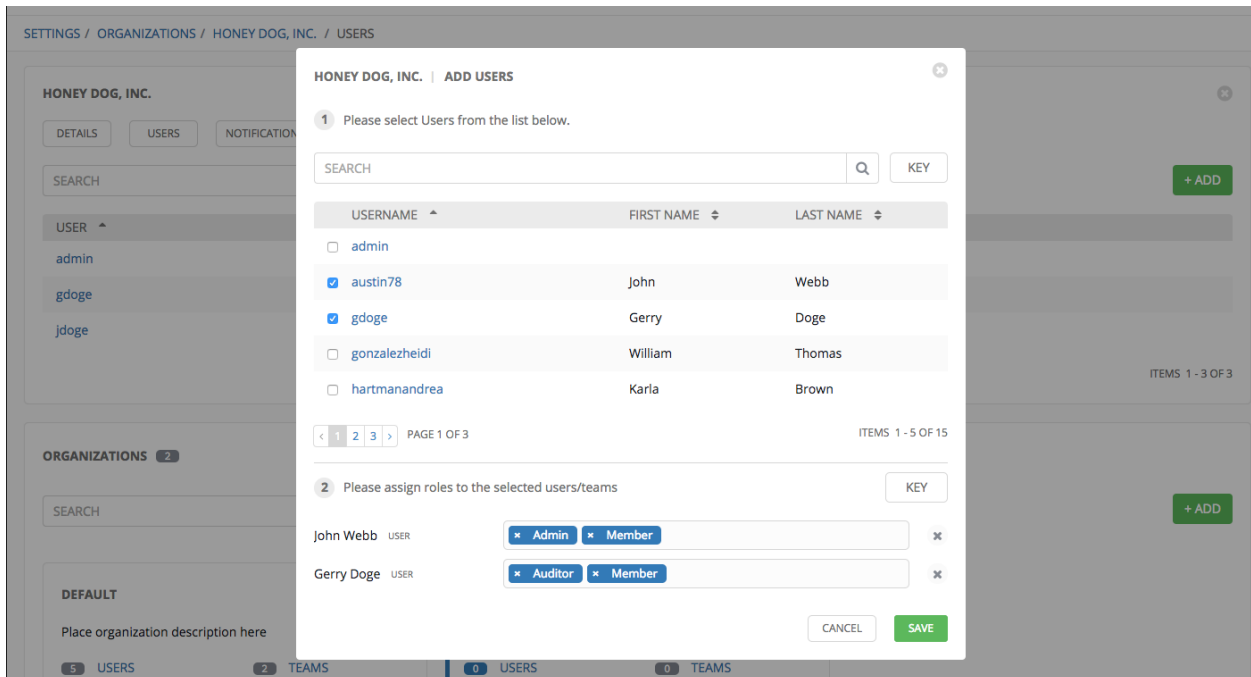 SETTINGS / ORGANIZATIONS / HONEY DOG, INC. / USERS
HONEY DOG, INC.
DETAILS USERS NOTIFICATION
SEARCH
+ ADD
USER
admin
gdoge
jdoge
ITEMS 1 - 3 OF 3
ORGANIZATIONS 2
SEARCH
+ ADD
DEFAULT
Place organization description here
5 USERS 2 TEAMS
0 USERS 0 TEAMS
HONEY DOG, INC. | ADD USERS
1 Please select Users from the list below.
SEARCH KEY
USERNAME FIRST NAME LAST NAME
admin
austin78 John Webb
gdoge Gerry Doge
gonzalezheidi William Thomas
hartmanandrea Karla Brown
< 1 2 3 > PAGE 1 OF 3 ITEMS 1 - 5 OF 15
2 Please assign roles to the selected users/teams KEY
John Webb USER × Admin × Member ×
Gerry Doge USER × Auditor × Member ×
CANCEL SAVE